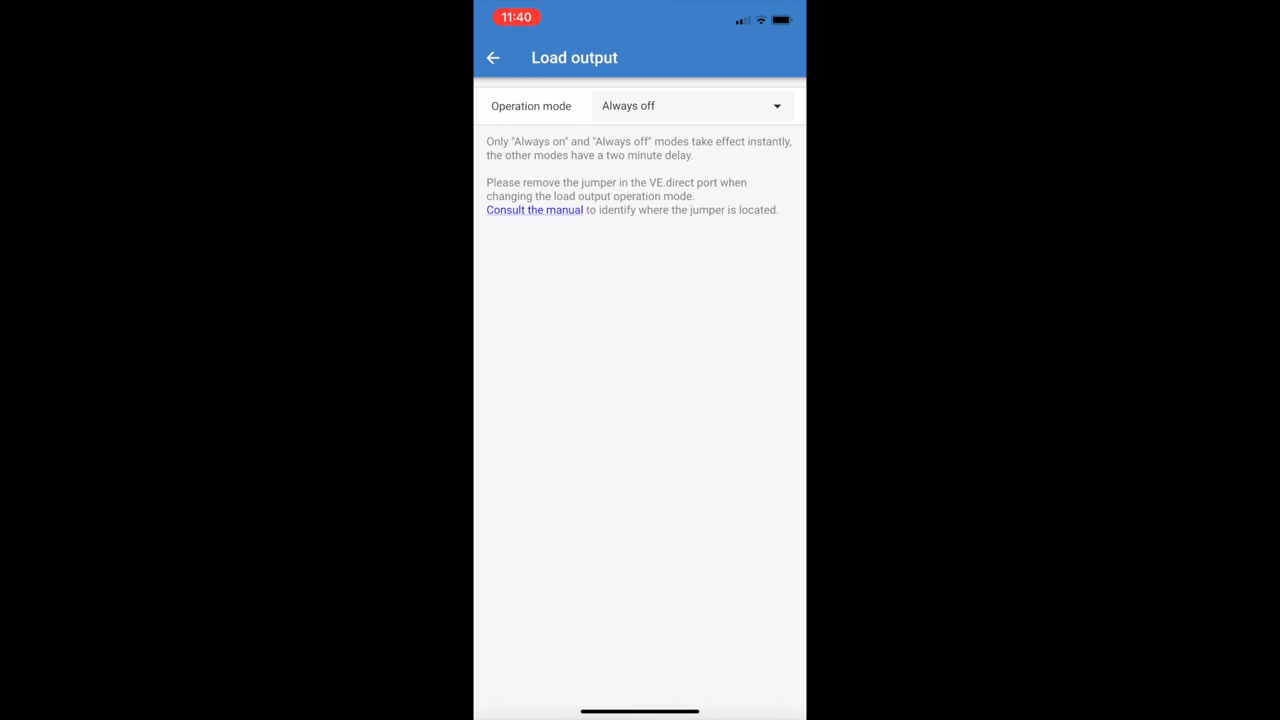 11:40
Load output
Operation mode
Always off
Only "Always on" and "Always off" modes take effect instantly,
the other modes have a two minute delay.
Please remove the jumper in the VE.direct port when
changing the load output operation mode.
Consult the manual to identify where the jumper is located.